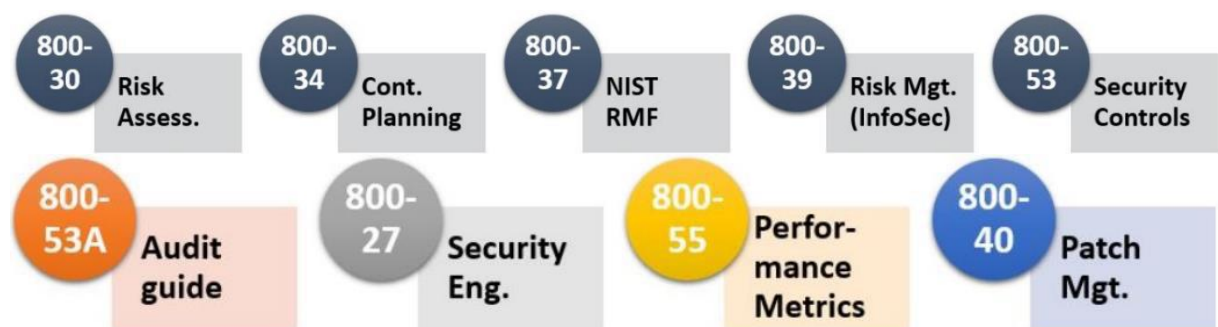 800-
30
Risk
Assess.
800-
34
Cont.
Planning
800-
37
NIST
RMF
800-
39
Risk Mgt.
(InfoSec)
800-
53
Security
Controls
800-
53A
Audit
guide
800-
27
Security
Eng.
800-
55
Perfor-
mance
Metrics
800-
40
Patch
Mgt.